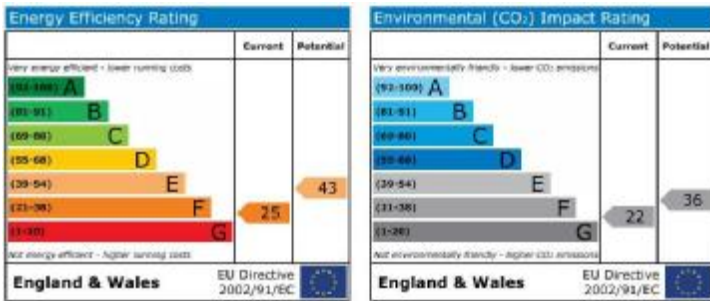 Energy Efficiency Rating
Current Potential
Very energy efficient - lower running costs
(92-100) A
(81-91) B
(69-80) C
(55-68) D
(39-54) E
(21-38) F
(1-20) G
25
43
Not energy efficient - higher running costs
England & Wales
EU Directive
2002/91/EC
Environmental (CO₂) Impact Rating
Current Potential
Very environmentally friendly - lower CO₂ emissions
(92-100) A
(81-91) B
(69-80) C
(55-68) D
(39-54) E
(21-38) F
(1-20) G
22
36
Not environmentally friendly - higher CO₂ emissions
England & Wales
EU Directive
2002/91/EC